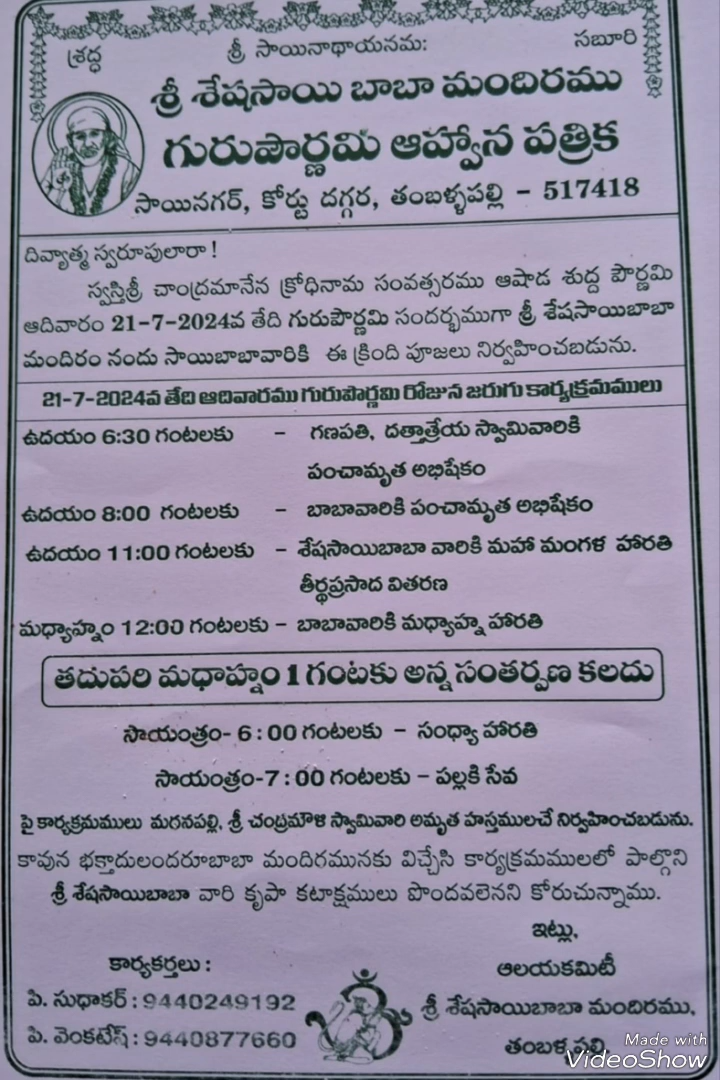 శ్రద్ధ శ్రీ సాయినాథాయనమః సబూరి
శ్రీ శేషసాయి బాబా మందిరము
గురుపౌర్ణమి ఆహ్వాన పత్రిక
సాయినగర్, కోర్టు దగ్గర, తంబళ్ళపల్లి - 517418
దివ్యాత్మ స్వరూపులారా !
స్వస్తిశ్రీ చాంద్రమానేన క్రోధినామ సంవత్సరము ఆషాడ శుద్ద పౌర్ణమి
ఆదివారం 21-7-2024వ తేది గురుపౌర్ణమి సందర్భముగా శ్రీ శేషసాయిబాబా
మందిరం నందు సాయిబాబావారికి ఈ క్రింది పూజలు నిర్వహించబడును.
21-7-2024వ తేది ఆదివారము గురుపౌర్ణమి రోజున జరుగు కార్యక్రమములు
ఉదయం 6:30 గంటలకు - గణపతి, దత్తాత్రేయ స్వామివారికి
పంచామృత అభిషేకం
ఉదయం 8:00 గంటలకు - బాబావారికి పంచామృత అభిషేకం
ఉదయం 11:00 గంటలకు - శేషసాయిబాబా వారికి మహా మంగళ హారతి
తీర్థప్రసాద వితరణ
మధ్యాహ్నం 12:00 గంటలకు - బాబావారికి మధ్యాహ్న హారతి
తదుపరి మధాహ్నం 1 గంటకు అన్న సంతర్పణ కలదు
సాయంత్రం- 6 : 00 గంటలకు - సంధ్యా హారతి
సాయంత్రం-7 : 00 గంటలకు - పల్లకి సేవ
పై కార్యక్రమములు మగనపల్లి, శ్రీ చంద్రమౌళి స్వామివారి అమృత హస్తములచే నిర్వహించబడును.
కావున భక్తాదులందరూబాబా మందిగమునకు విచ్చేసి కార్యక్రమములలో పాల్గొని
శ్రీ శేషసాయిబాబా వారి కృపా కటాక్షములు పొందవలెనని కోరుచున్నాము.
ఇట్లు,
కార్యకర్తలు : ఆలయకమిటీ
పి. సుధాకర్ : 9440249192 శ్రీ శేషసాయిబాబా మందిరము,
పి. వెంకటేష్ : 9440877660 తంబళ్ళపల్లి.
Made with
VideoShow